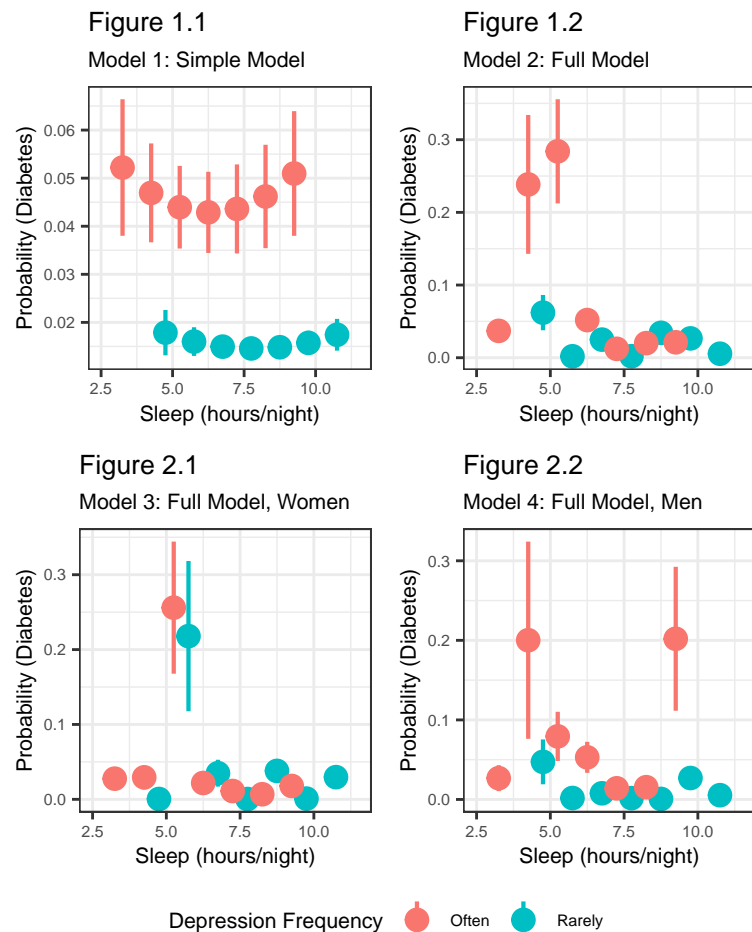 Figure 1.1
Model 1: Simple Model
Probability (Diabetes)
0.06
0.05
0.04
0.03
0.02
2.5 5.0 7.5 10.0
Sleep (hours/night)
Figure 1.2
Model 2: Full Model
Probability (Diabetes)
0.3
0.2
0.1
0.0
2.5 5.0 7.5 10.0
Sleep (hours/night)
Figure 2.1
Model 3: Full Model, Women
Probability (Diabetes)
0.3
0.2
0.1
0.0
2.5 5.0 7.5 10.0
Sleep (hours/night)
Figure 2.2
Model 4: Full Model, Men
Probability (Diabetes)
0.3
0.2
0.1
0.0
2.5 5.0 7.5 10.0
Sleep (hours/night)
Depression Frequency Often Rarely